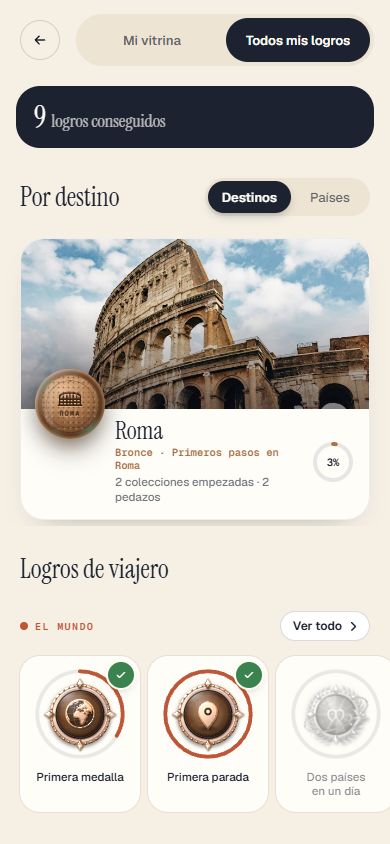 Mi vitrina
Todos mis logros
9 logros conseguidos
Por destino
Destinos
Países
ROMA
Roma
Bronce · Primeros pasos en
Roma
2 colecciones empezadas · 2
pedazos
3%
Logros de viajero
EL MUNDO
Ver todo
Primera medalla
Primera parada
Dos países
en un día